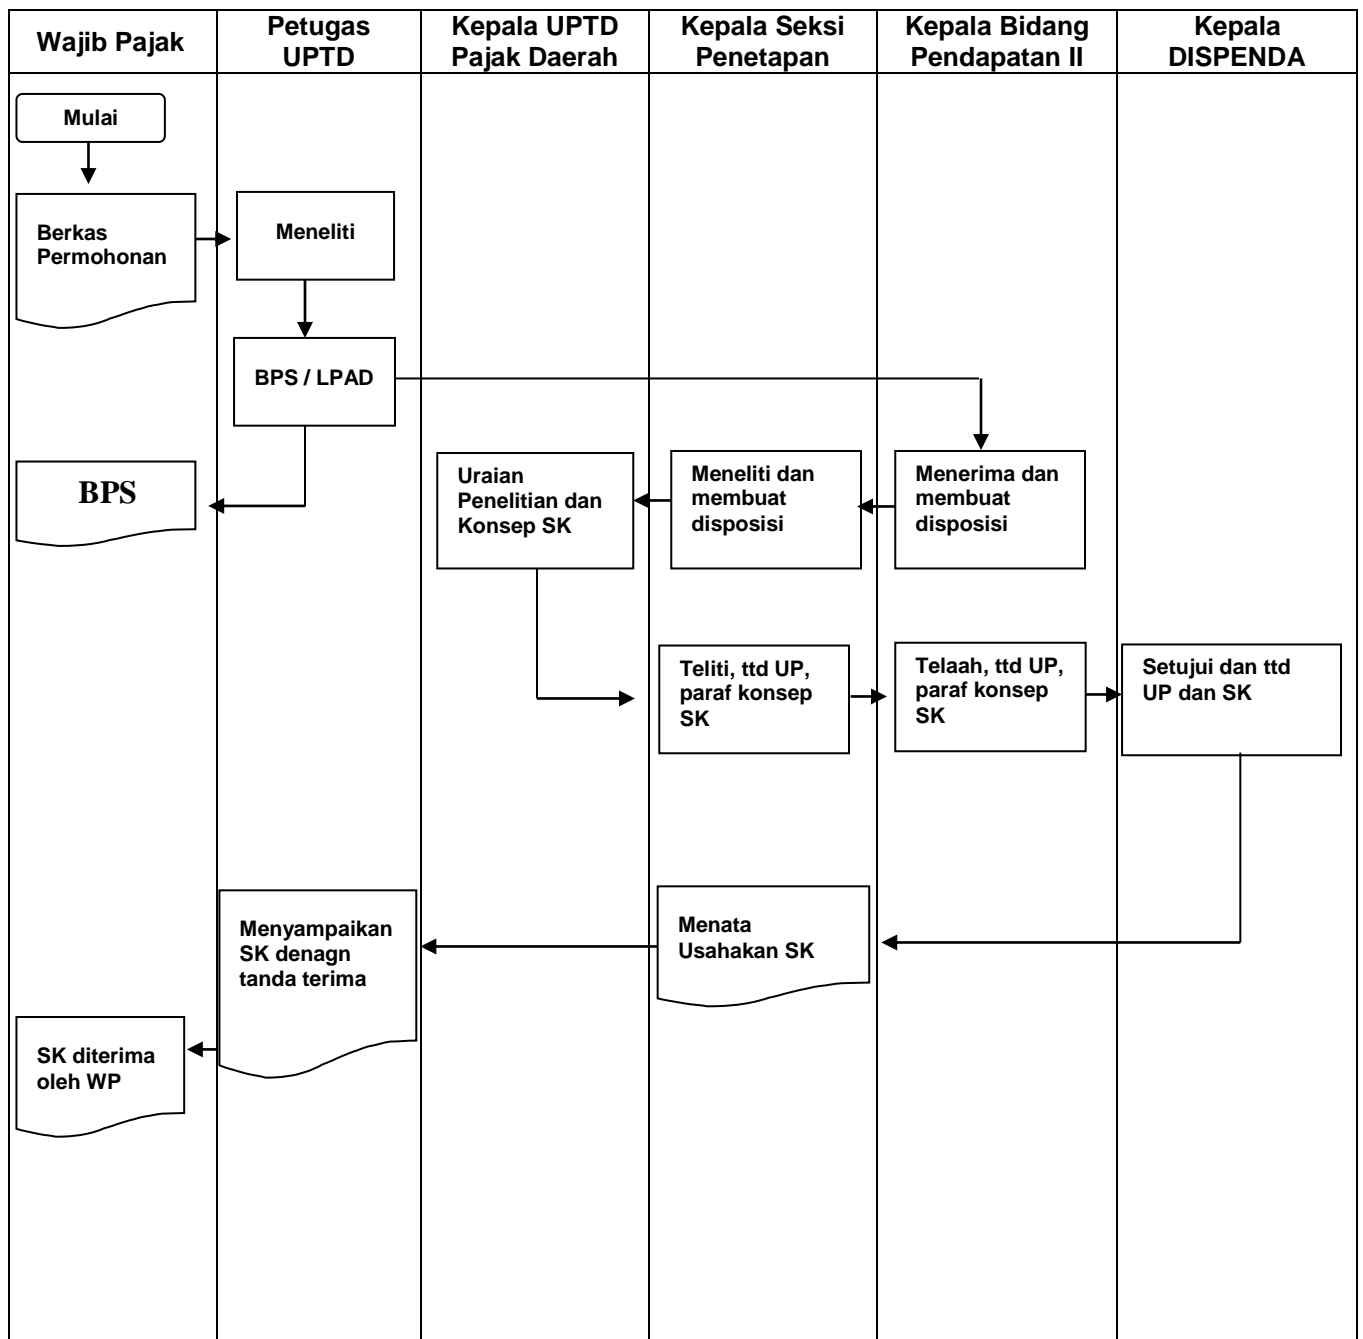 Wajib Pajak
Petugas
UPTD
Kepala UPTD
Pajak Daerah
Kepala Seksi
Penetapan
Kepala Bidang
Pendapatan II
Kepala
DISPENDA
Mulai
Berkas
Permohonan
Meneliti
BPS / LPAD
BPS
Uraian
Penelitian dan
Konsep SK
Meneliti dan
membuat
disposisi
Menerima dan
membuat
disposisi
Teliti, ttd UP,
paraf konsep
SK
Telaah, ttd UP,
paraf konsep
SK
Setujui dan ttd
UP dan SK
Menyampaikan
SK denagn
tanda terima
Menata
Usahakan SK
SK diterima
oleh WP